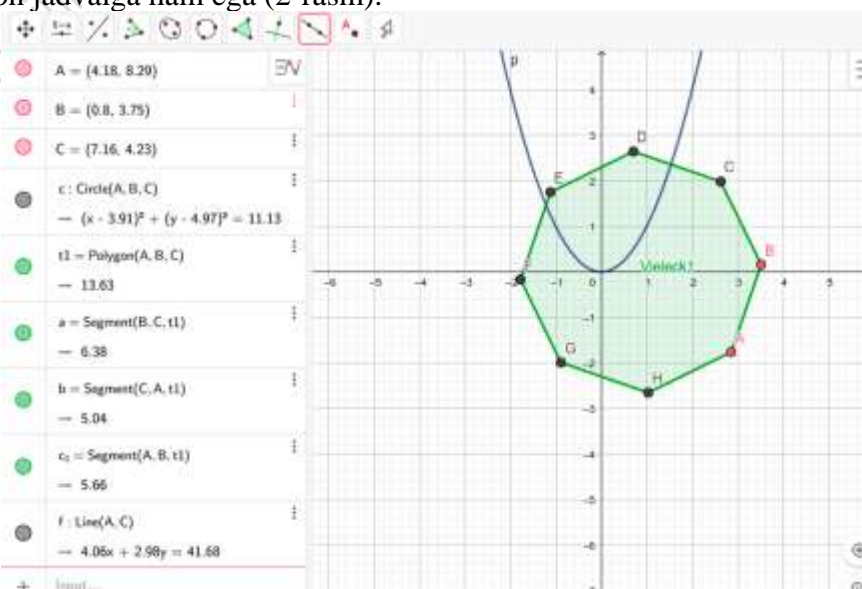 jadvalga ham ega (2-rasm).
A = (4.18, 8.29)
B = (0.8, 3.75)
C = (7.16, 4.23)
c : Circle(A, B, C)
→ (x - 3.91)² + (y - 4.97)² = 11.13
t1 = Polygon(A, B, C)
→ 13.63
a = Segment(B, C, t1)
→ 6.38
b = Segment(C, A, t1)
→ 5.04
c₁ = Segment(A, B, t1)
→ 5.66
f : Line(A, C)
→ 4.06x + 2.98y = 41.68
Input...
A
p
4
D
3
C
E
2
1
B
Vieleck1
-6 -5 -4 -3 -2 -1 0 1 2 3 4 5
-1
A
G
-2
H
-3
-4
-5
-6